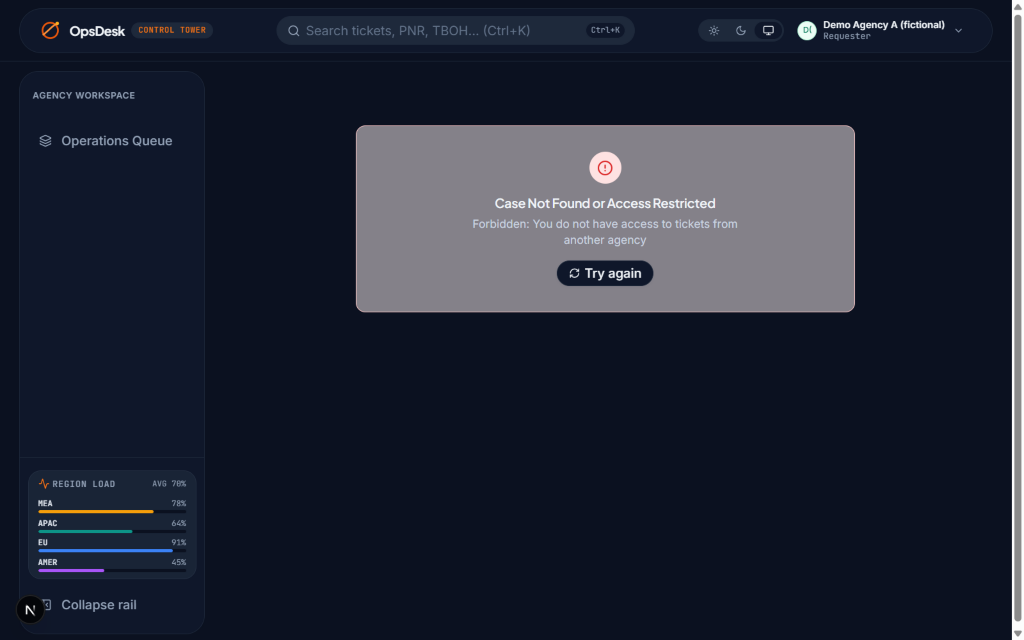 OpsDesk CONTROL TOWER
Search tickets, PNR, TBOH... (Ctrl+K) Ctrl+K
Demo Agency A (fictional)
Requester
AGENCY WORKSPACE
Operations Queue
Case Not Found or Access Restricted
Forbidden: You do not have access to tickets from
another agency
Try again
REGION LOAD AVG 70%
MEA 78%
APAC 64%
EU 91%
AMER 45%
Collapse rail
N